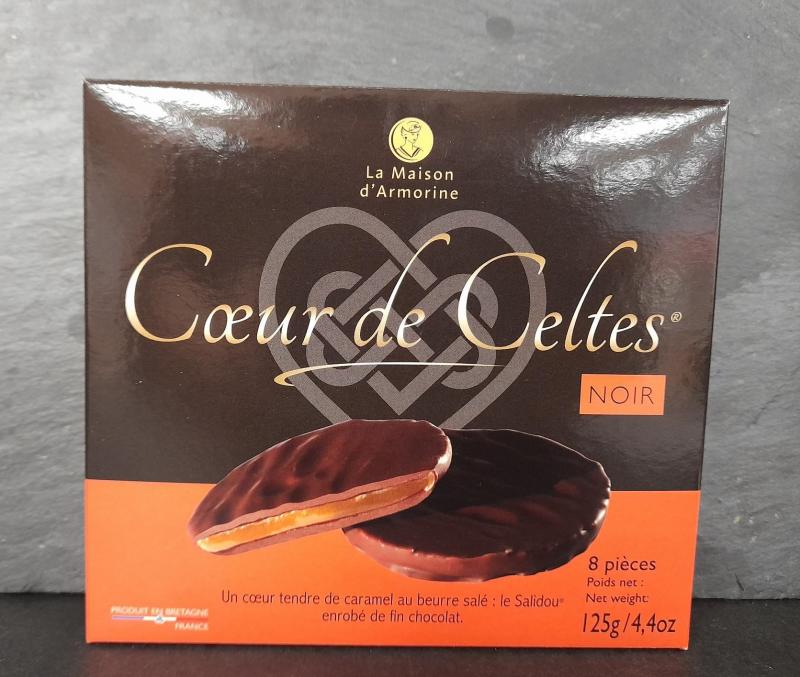 La Maison
d'Armorine
Cœur de Celtes®
NOIR
8 pièces
Poids net :
Net weight:
125g/4,4oz
Un cœur tendre de caramel au beurre salé : le Salidou®
enrobé de fin chocolat.
PRODUIT EN BRETAGNE
FRANCE